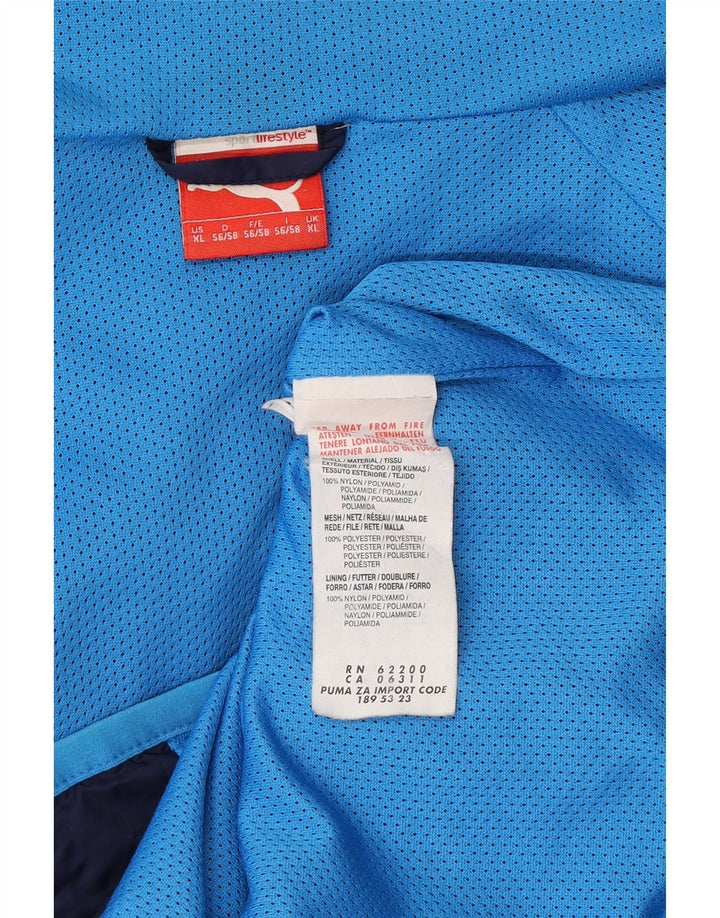 sportlifestyle™
US D F/E I UK
XL 56/58 56/58 56/58 XL
AWAY FROM FIRE
TENERE
MANTENER ALEJADO DEL FUEGO
SHELL / MATERIAL / TISSU
EXTERIEUR / TECIDO / DIŞ KUMAŞ /
TESSUTO ESTERIORE / TEJIDO
100% NYLON / POLYAMID /
POLYAMIDE / POLIAMIDA /
NAYLON / POLIAMMIDE /
POLIAMIDA
MESH / NETZ / RÉSEAU / MALHA DE
REDE / FILE / RETE / MALLA
100% POLYESTER / POLYESTER /
POLYESTER / POLIÉSTER /
POLYESTER / POLIESTERE /
POLIÉSTER
LINING / FUTTER / DOUBLURE /
FORRO / ASTAR / FODERA / FORRO
100% NYLON / POLYAMID /
POLYAMIDE / POLIAMIDA /
NAYLON / POLIAMMIDE /
POLIAMIDA
RN 62200
CA 06311
PUMA ZA IMPORT CODE
189 53 23